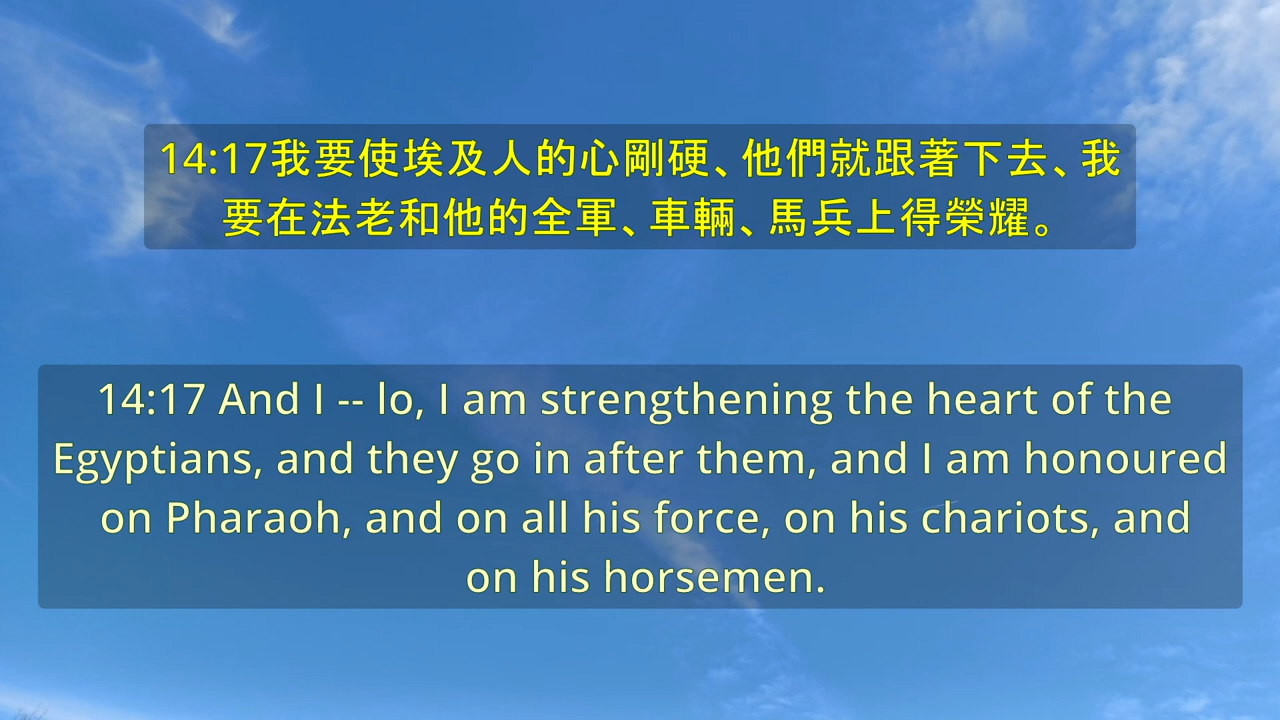 14:17我要使埃及人的心剛硬、他們就跟著下去、我
要在法老和他的全軍、車輛、馬兵上得榮耀。
14:17 And I -- lo, I am strengthening the heart of the
Egyptians, and they go in after them, and I am honoured
on Pharaoh, and on all his force, on his chariots, and
on his horsemen.